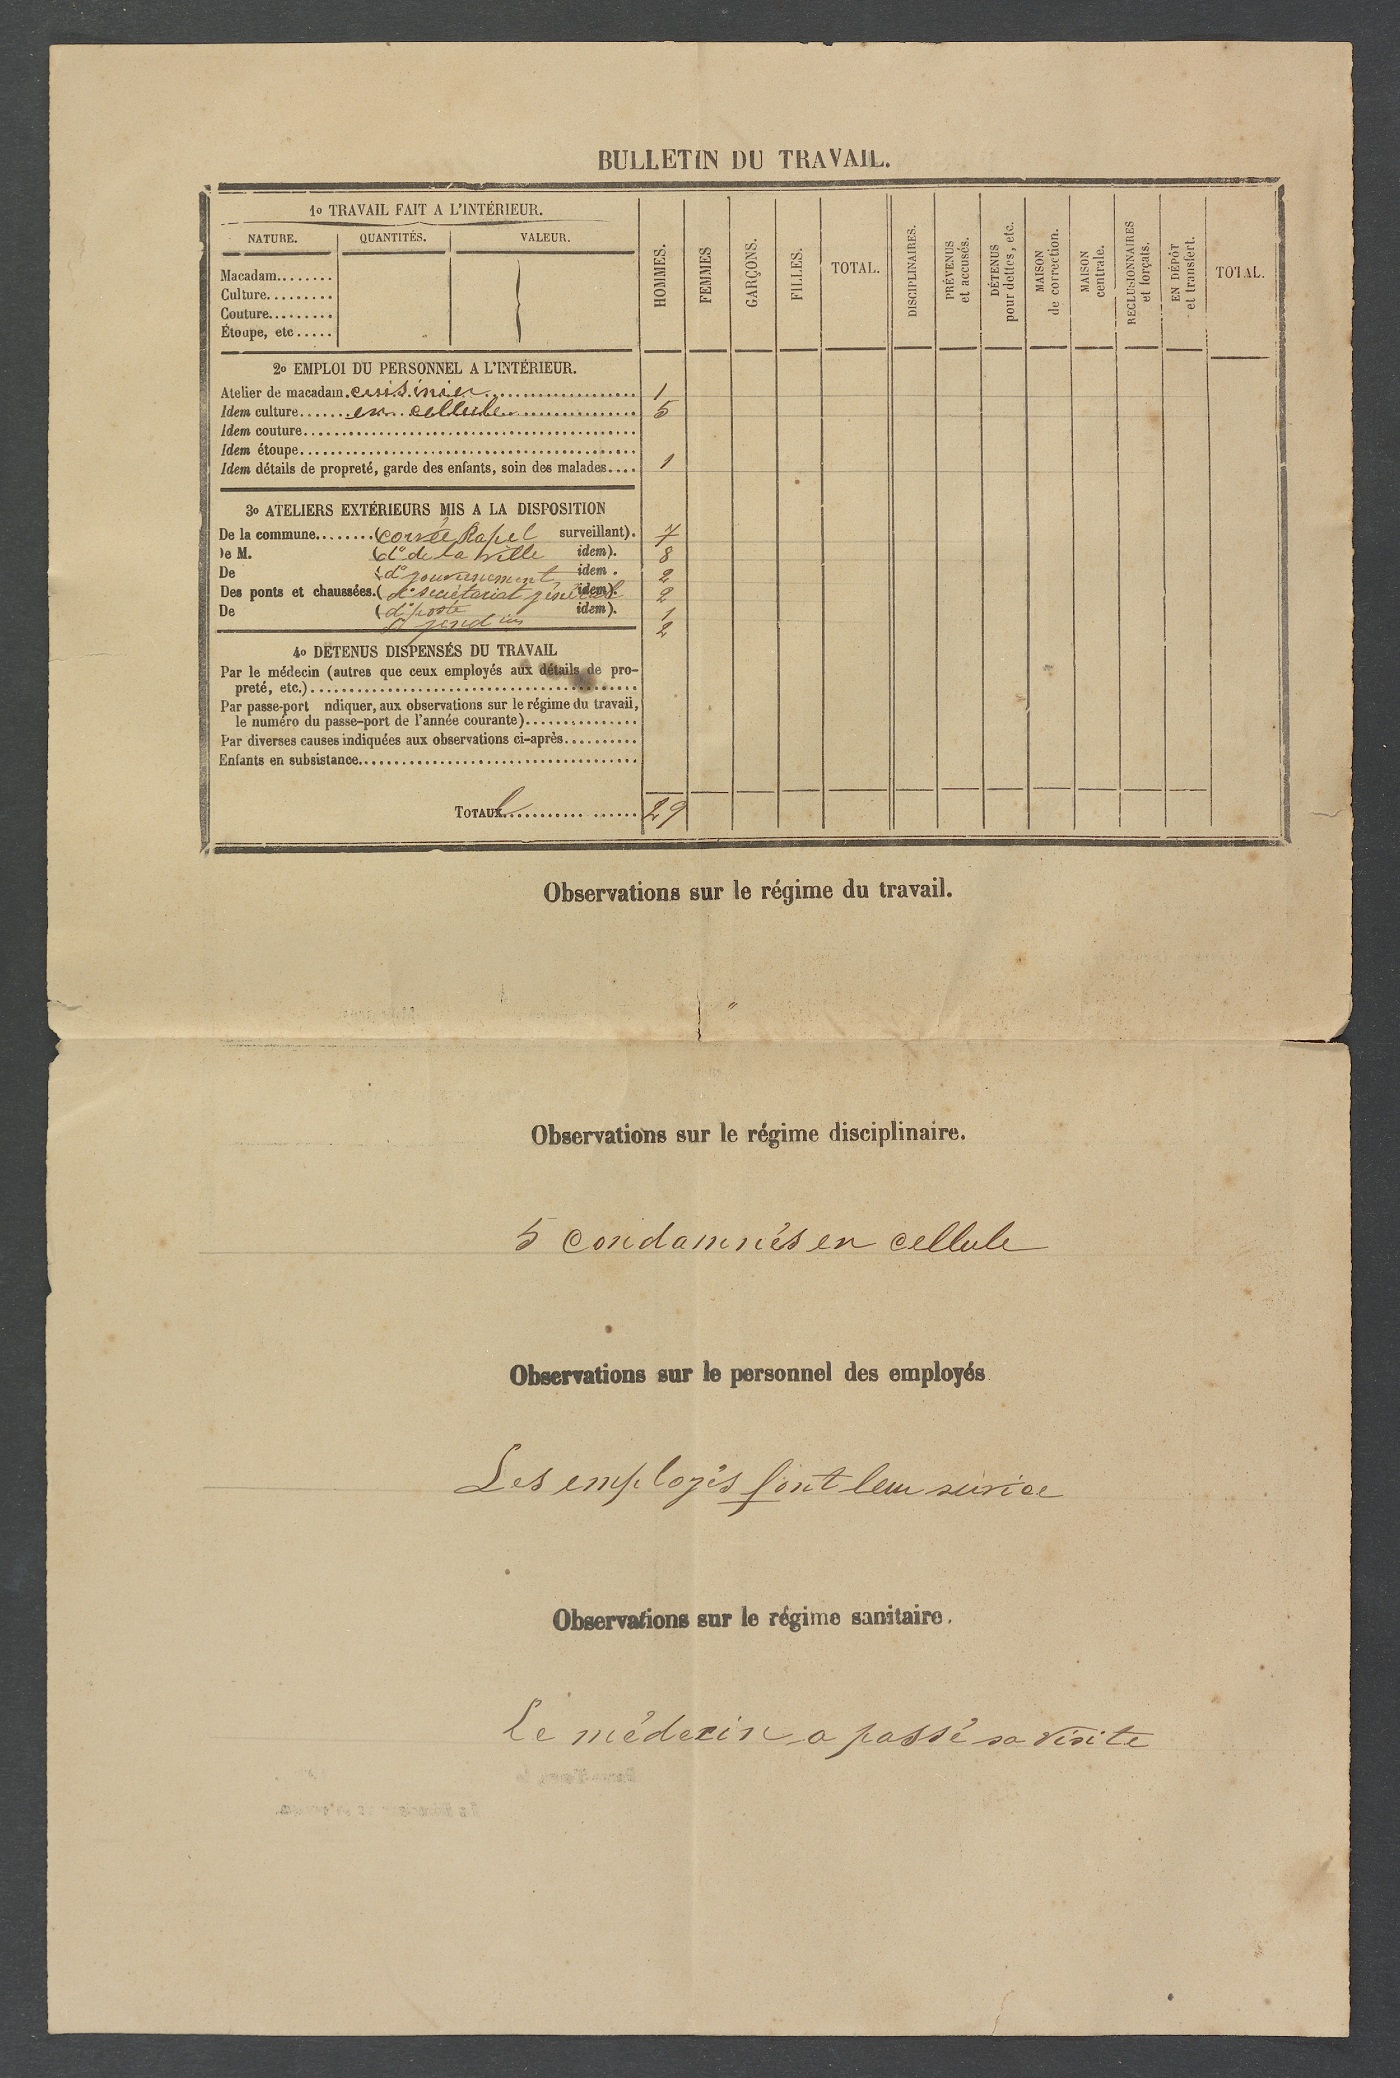 BULLETIN DU TRAVAIL.
1º TRAVAIL FAIT A L'INTÉRIEUR.
NATURE. QUANTITÉS. VALEUR.
HOMMES. FEMMES GARÇONS. FILLES. TOTAL. DISCIPLINAIRES. PRÉVENUS et accusés. DÉTENUS pour dettes, etc. MAISON de correction. MAISON centrale. RECLUSIONNAIRES et forçats. EN DÉPÔT et transfert. TOTAL.
Macadam........
Culture.........
Couture.........
Étoupe, etc.....
2º EMPLOI DU PERSONNEL A L'INTÉRIEUR.
Atelier de macadam. cuisinier 1
Idem culture....... en cellule 5
Idem couture.......
Idem étoupe.......
Idem détails de propreté, garde des enfants, soin des malades.... 1
3º ATELIERS EXTÉRIEURS MIS A LA DISPOSITION
De la commune........(corvée Rapel surveillant). 7
De M. (dº de la ville idem). 8
De (dº gouvernement idem. 2
Des ponts et chaussées.(dº secrétariat général idem). 2
De (dº poste idem). 1
dº 2
4º DÉTENUS DISPENSÉS DU TRAVAIL
Par le médecin (autres que ceux employés aux détails de pro-
preté, etc.)........
Par passe-port ndiquer, aux observations sur le régime du travail,
le numéro du passe-port de l'année courante)........
Par diverses causes indiquées aux observations ci-après........
Enfants en subsistance........
TOTAUX........ 29
Observations sur le régime du travail.
"
Observations sur le régime disciplinaire.
5 condamnés en cellule
Observations sur le personnel des employés
Les employés font leur service
Observations sur le régime sanitaire.
Le médecin a passé sa visite